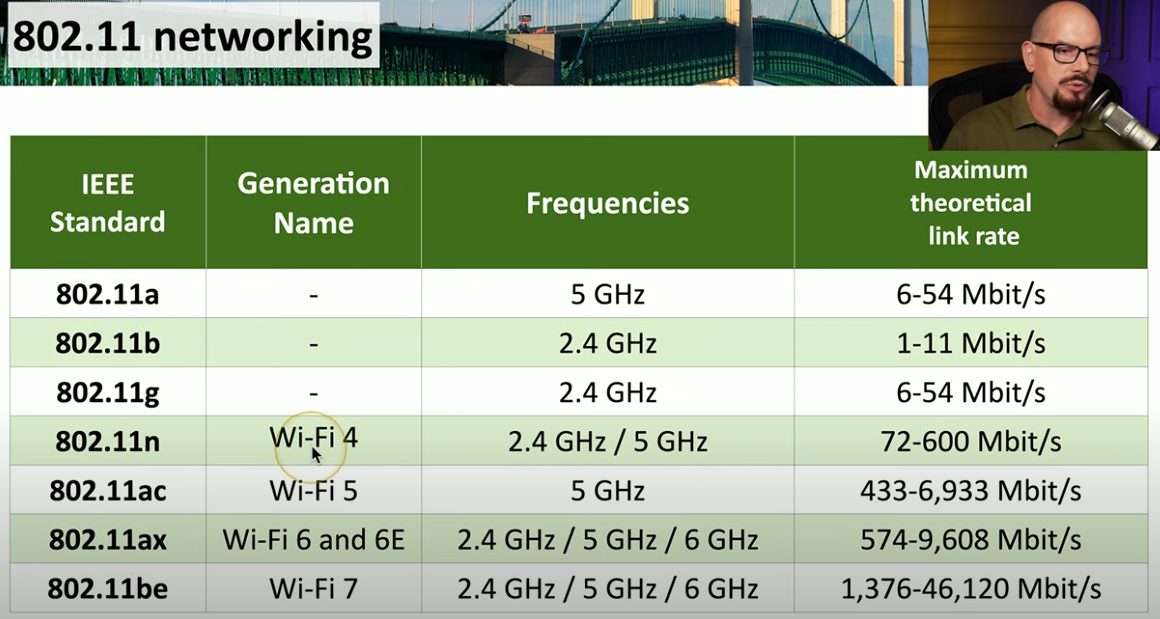 802.11 networking
IEEE Standard Generation Name Frequencies Maximum theoretical link rate
802.11a - 5 GHz 6-54 Mbit/s
802.11b - 2.4 GHz 1-11 Mbit/s
802.11g - 2.4 GHz 6-54 Mbit/s
802.11n Wi-Fi 4 2.4 GHz / 5 GHz 72-600 Mbit/s
802.11ac Wi-Fi 5 5 GHz 433-6,933 Mbit/s
802.11ax Wi-Fi 6 and 6E 2.4 GHz / 5 GHz / 6 GHz 574-9,608 Mbit/s
802.11be Wi-Fi 7 2.4 GHz / 5 GHz / 6 GHz 1,376-46,120 Mbit/s